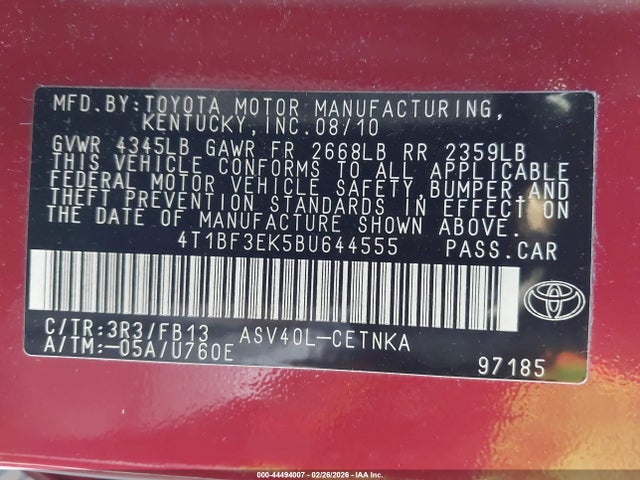 MFD.BY:TOYOTA MOTOR MANUFACTURING,
KENTUCKY,INC.08/10
GVWR 4345LB GAWR FR 2668LB RR 2359LB
THIS VEHICLE CONFORMS TO ALL APPLICABLE
FEDERAL MOTOR VEHICLE SAFETY,BUMPER,AND
THEFT PREVENTION STANDARDS IN EFFECT ON
THE DATE OF MANUFACTURE SHOWN ABOVE.
4T1BF3EK5BU644555 PASS.CAR
C/TR:3R3/FB13 ASV40L-CETNKA
A/TM:-05A/U760E
97185
000-44494007 - 02/26/2026 - IAA Inc.